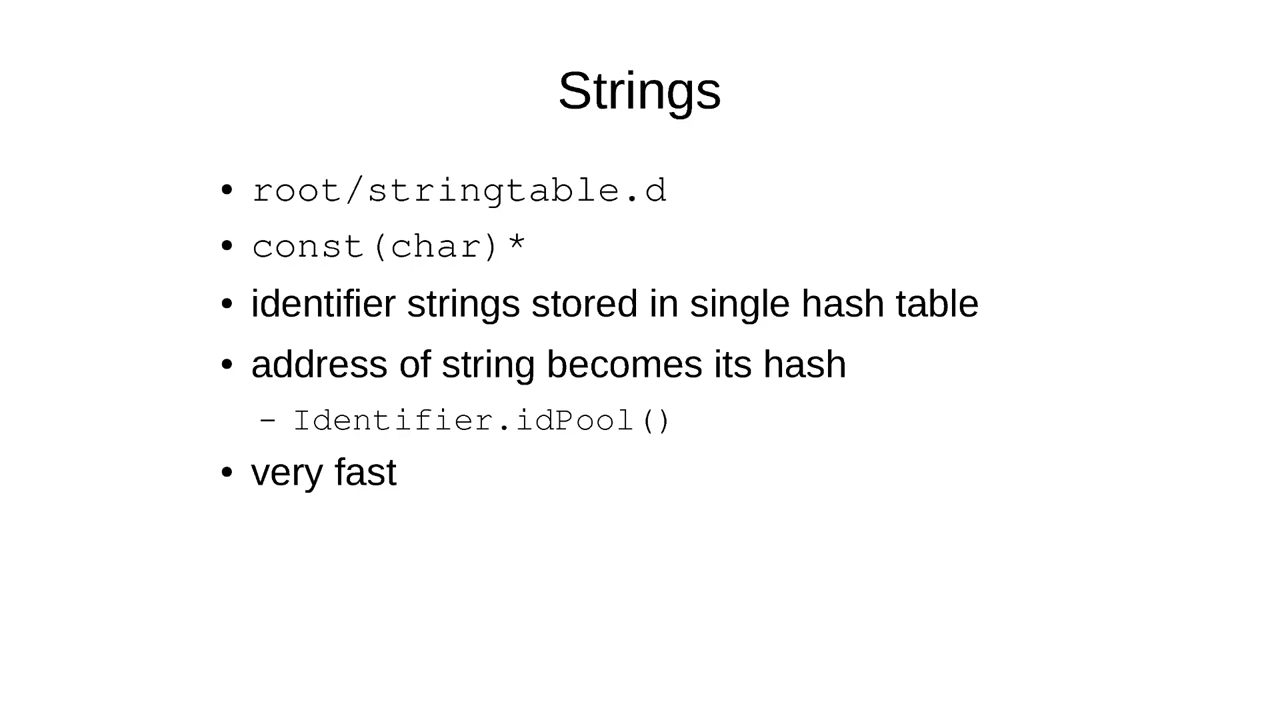 Strings
• root/stringtable.d
• const(char)*
• identifier strings stored in single hash table
• address of string becomes its hash
– Identifier.idPool()
• very fast